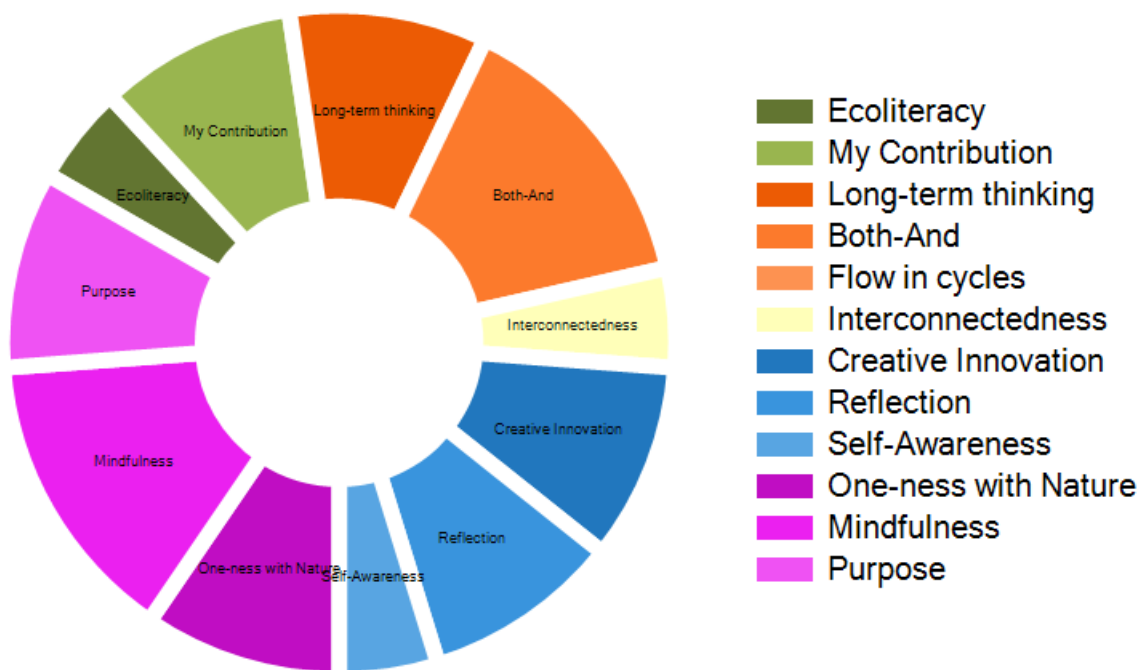 Long-term thinking
My Contribution
Both-And
Ecoliteracy
Purpose
Interconnectedness
Creative Innovation
Mindfulness
Reflection
One-ness with Nature
Self-Awareness
Ecoliteracy
My Contribution
Long-term thinking
Both-And
Flow in cycles
Interconnectedness
Creative Innovation
Reflection
Self-Awareness
One-ness with Nature
Mindfulness
Purpose